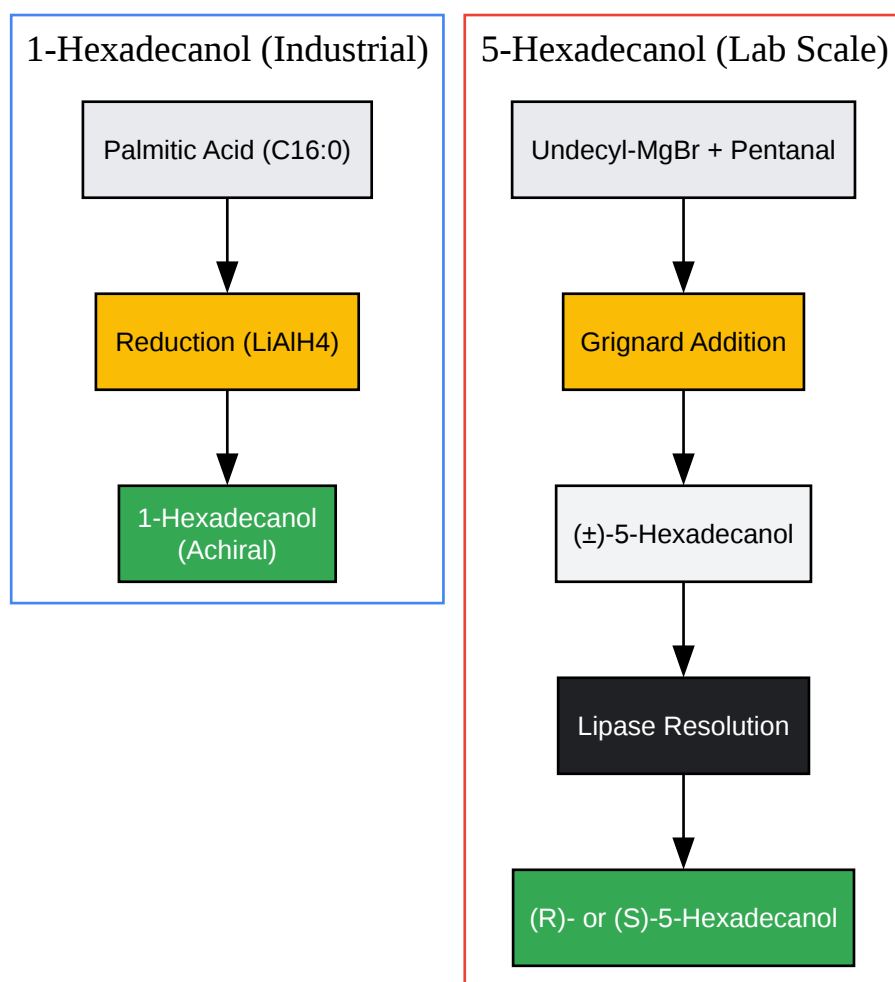 1-Hexadecanol (Industrial)
Palmitic Acid (C16:0)
Reduction (LiAlH4)
1-Hexadecanol
(Achiral)
5-Hexadecanol (Lab Scale)
Undecyl-MgBr + Pentanal
Grignard Addition
(±)-5-Hexadecanol
Lipase Resolution
(R)- or (S)-5-Hexadecanol